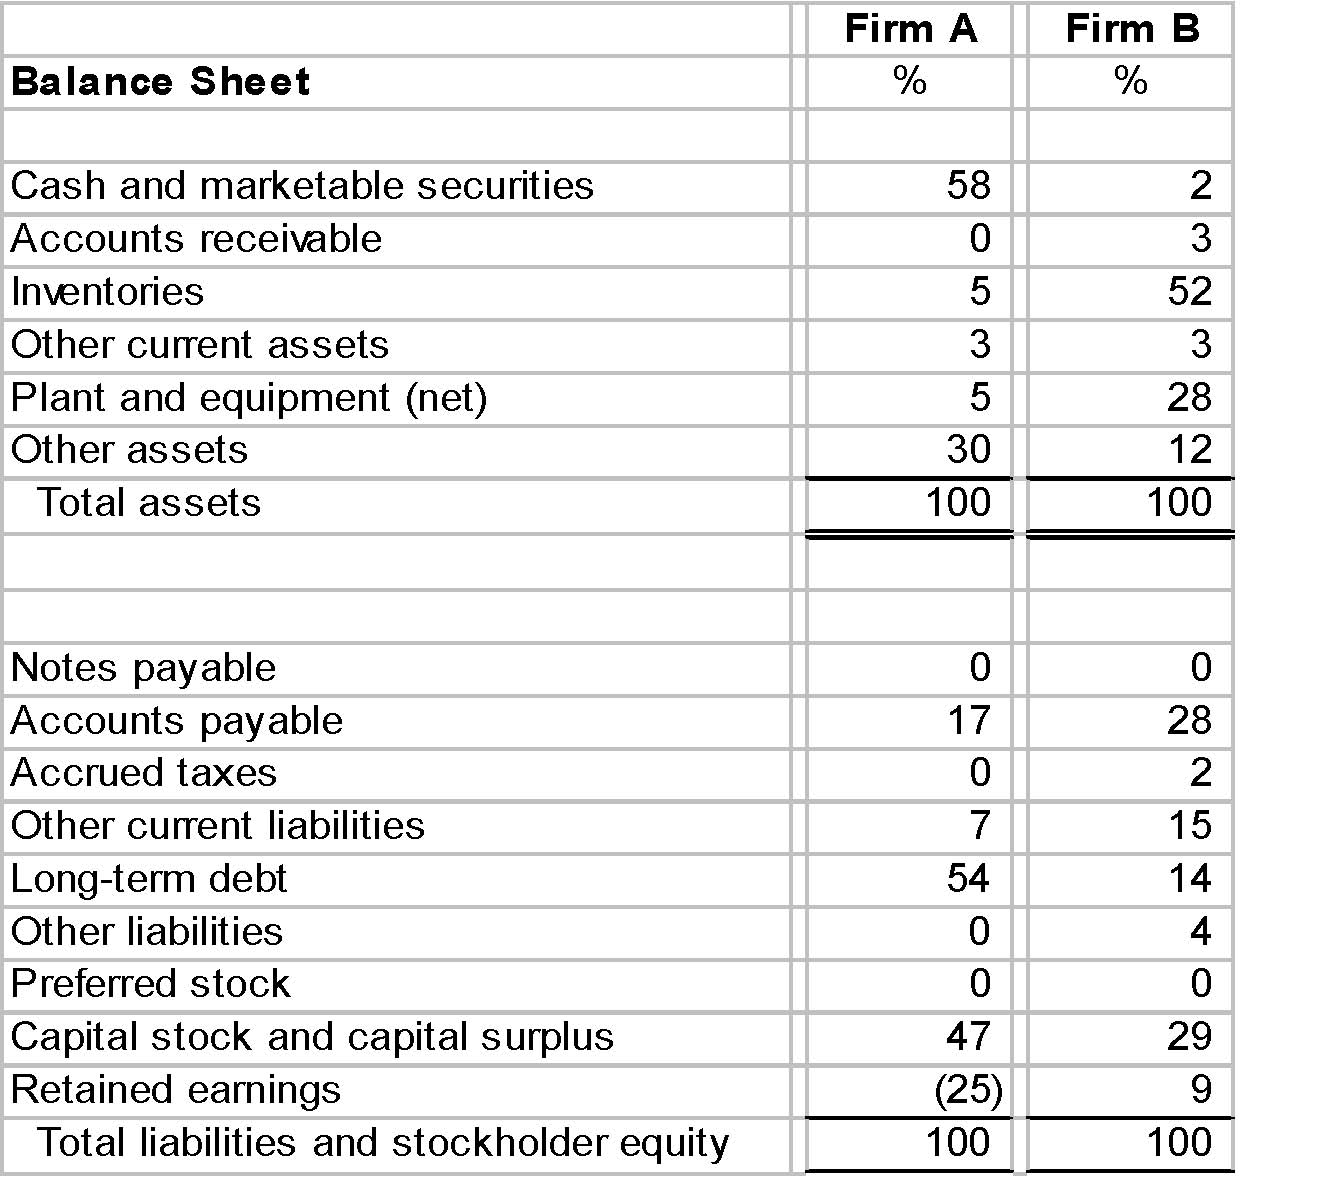 Firm A Firm B
Balance Sheet % %
Cash and marketable securities 58 2
Accounts receivable 0 3
Inventories 5 52
Other current assets 3 3
Plant and equipment (net) 5 28
Other assets 30 12
Total assets 100 100
Notes payable 0 0
Accounts payable 17 28
Accrued taxes 0 2
Other current liabilities 7 15
Long-term debt 54 14
Other liabilities 0 4
Preferred stock 0 0
Capital stock and capital surplus 47 29
Retained earnings (25) 9
Total liabilities and stockholder equity 100 100